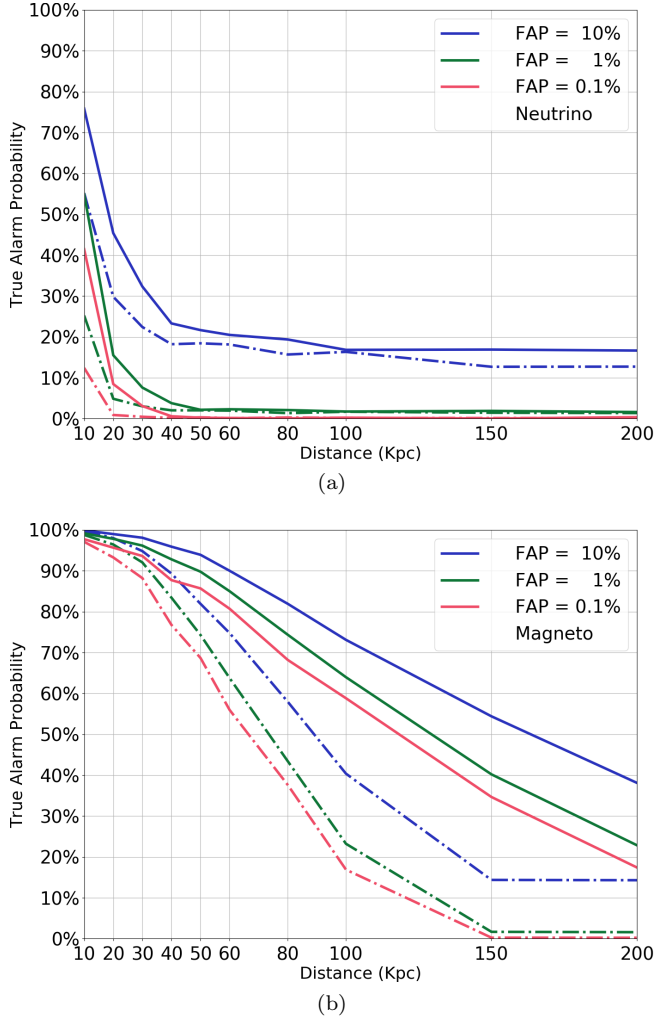 100%
90%
80%
70%
60%
50%
40%
30%
20%
10%
0%
True Alarm Probability
FAP = 10%
FAP = 1%
FAP = 0.1%
Neutrino
10 20 30 40 50 60 80 100 150 200
Distance (Kpc)
(a)
100%
90%
80%
70%
60%
50%
40%
30%
20%
10%
0%
True Alarm Probability
FAP = 10%
FAP = 1%
FAP = 0.1%
Magneto
10 20 30 40 50 60 80 100 150 200
Distance (Kpc)
(b)